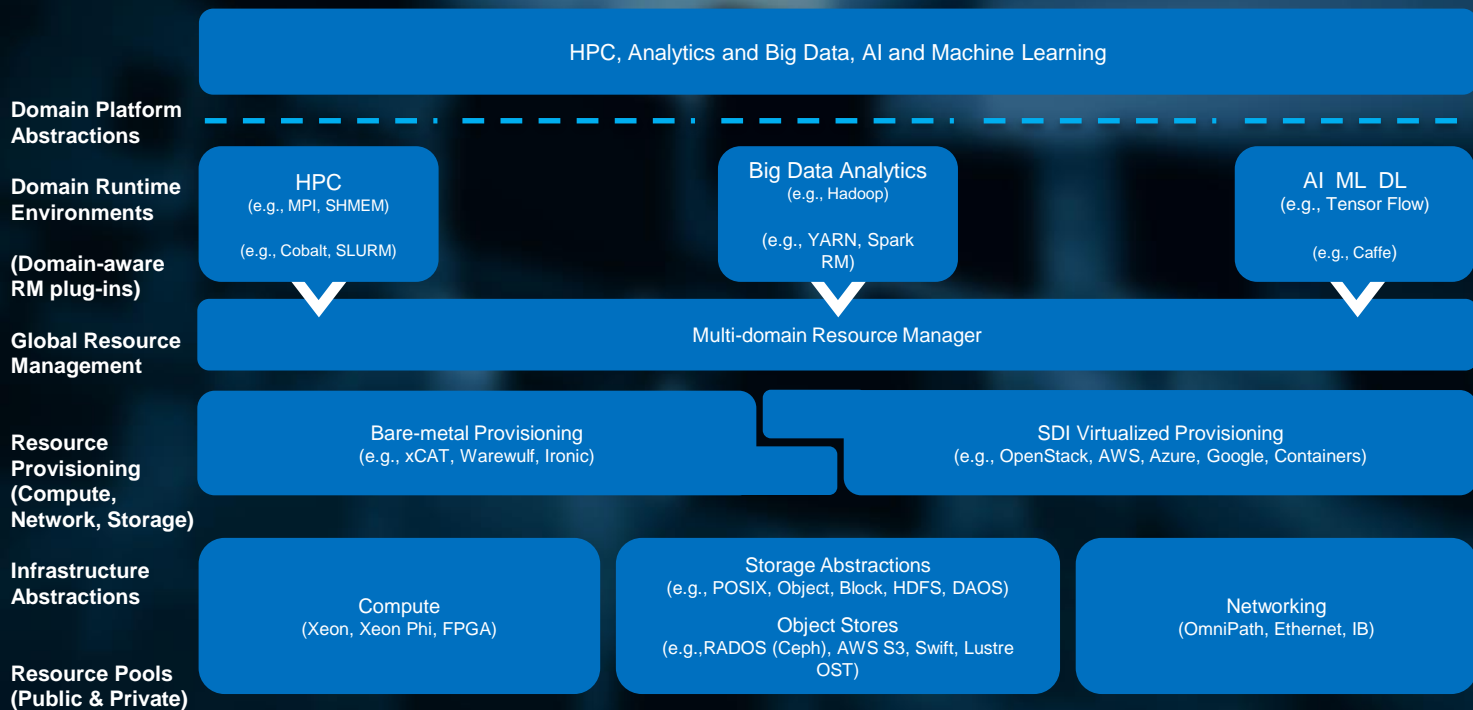 HPC, Analytics and Big Data, AI and Machine Learning
Domain Platform
Abstractions
Domain Runtime
Environments
(Domain-aware
RM plug-ins)
HPC
(e.g., MPI, SHMEM)
(e.g., Cobalt, SLURM)
Big Data Analytics
(e.g., Hadoop)
(e.g., YARN, Spark
RM)
AI ML DL
(e.g., Tensor Flow)
(e.g., Caffe)
Global Resource
Management
Multi-domain Resource Manager
Resource
Provisioning
(Compute,
Network, Storage)
Bare-metal Provisioning
(e.g., xCAT, Warewulf, Ironic)
SDI Virtualized Provisioning
(e.g., OpenStack, AWS, Azure, Google, Containers)
Infrastructure
Abstractions
Resource Pools
(Public & Private)
Compute
(Xeon, Xeon Phi, FPGA)
Storage Abstractions
(e.g., POSIX, Object, Block, HDFS, DAOS)
Object Stores
(e.g.,RADOS (Ceph), AWS S3, Swift, Lustre
OST)
Networking
(OmniPath, Ethernet, IB)